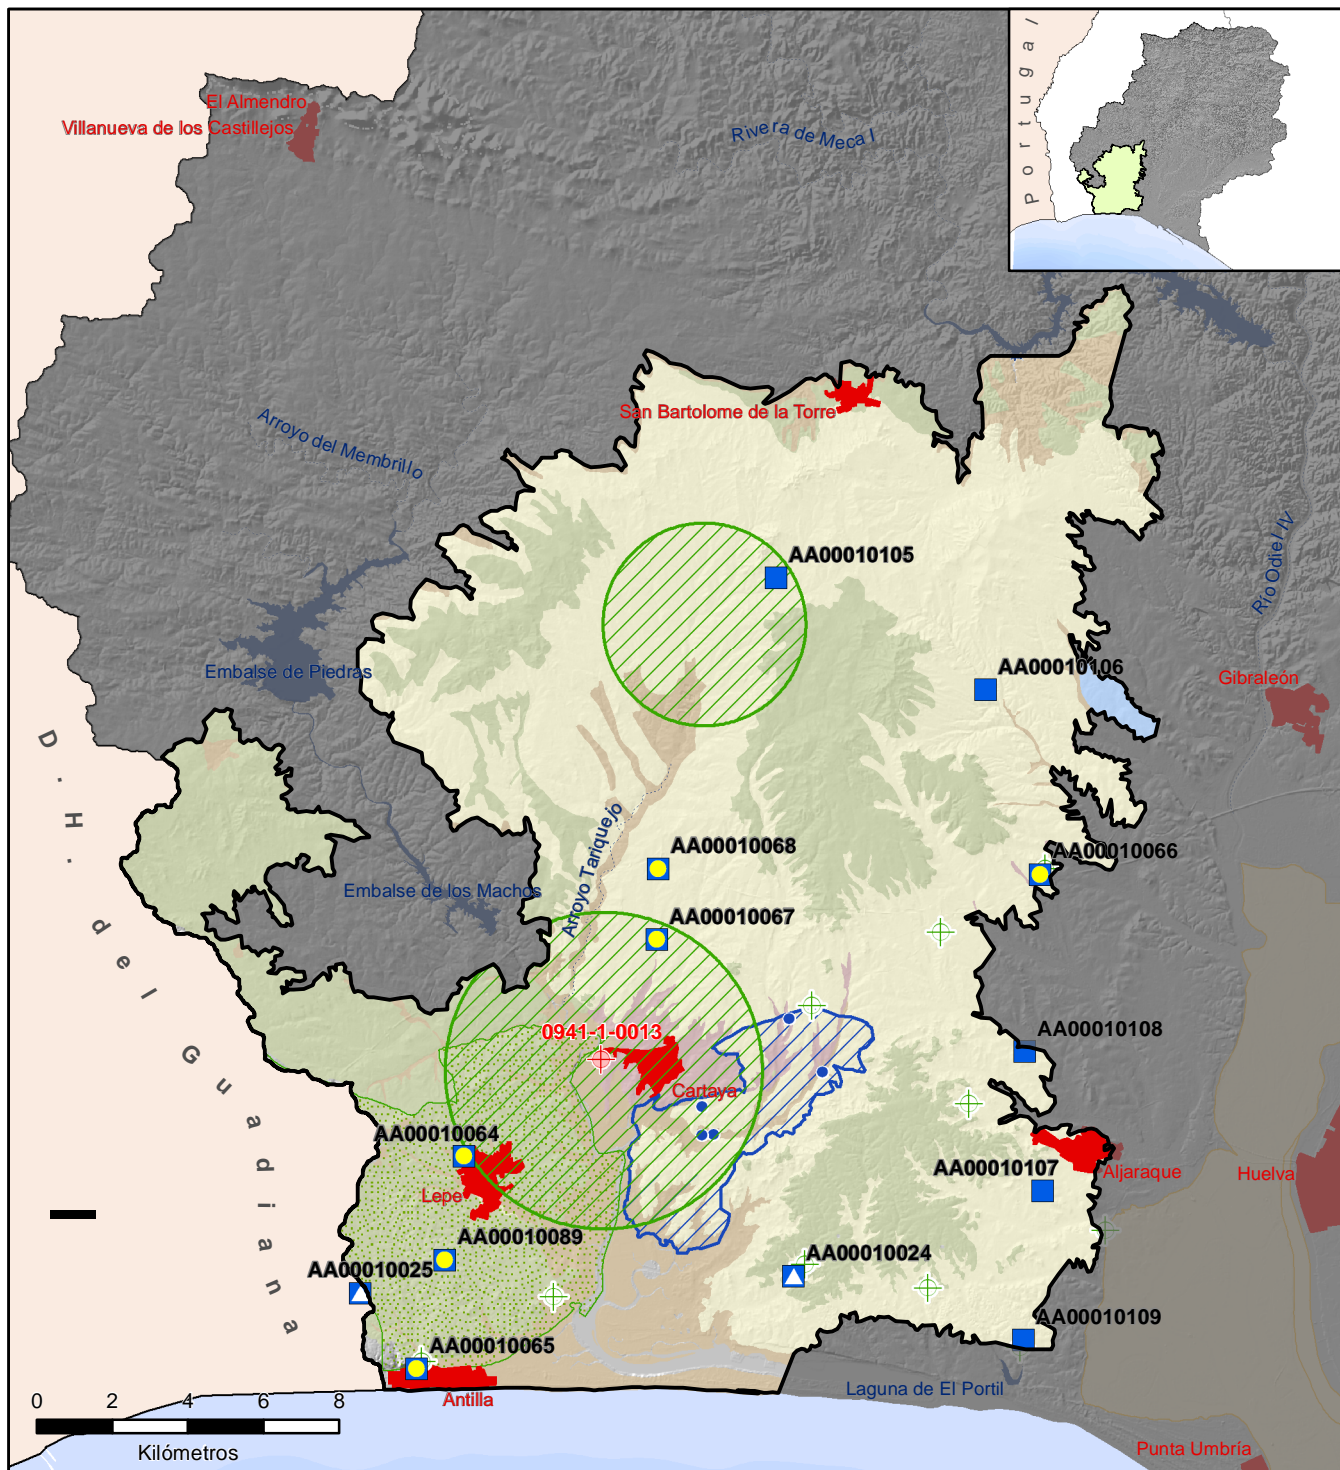 Portugal
El Almendro
Villanueva de los Castillejos
Rivera de Meca I
San Bartolome de la Torre
Arroyo del Membrillo
Río Odiel IV
AA00010105
AA00010106
Embalse de Piedras
Gibraleón
D.H. del Guadiana
Arroyo Tariquejo
AA00010068
AA00010066
Embalse de los Machos
AA00010067
0941-1-0013
AA00010108
Cartaya
AA00010064
AA00010107
Aljaraque
Huelva
Lepe
AA00010089
AA00010024
AA00010025
AA00010109
AA00010065
Laguna de El Portil
Antilla
0 2 4 6 8
Kilómetros
Punta Umbría